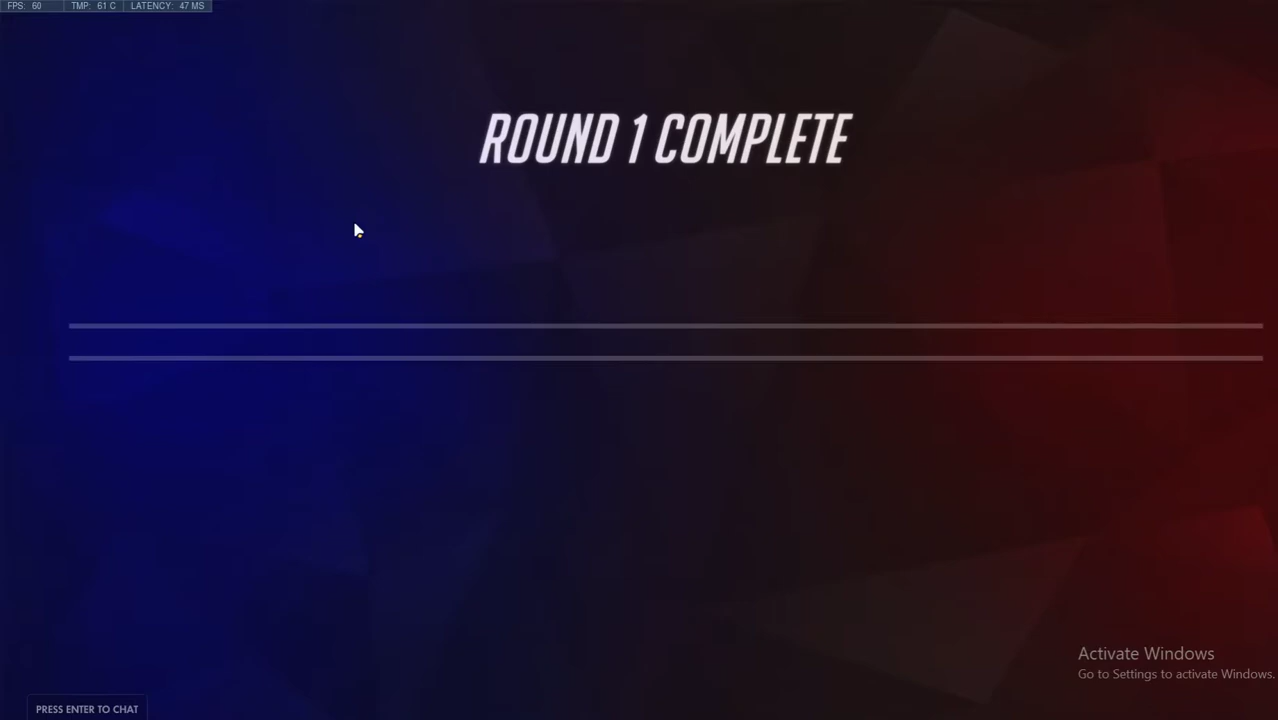 FPS: 60 TMP: 61 C LATENCY: 47 MS
ROUND 1 COMPLETE
Activate Windows
Go to Settings to activate Windows.
PRESS ENTER TO CHAT